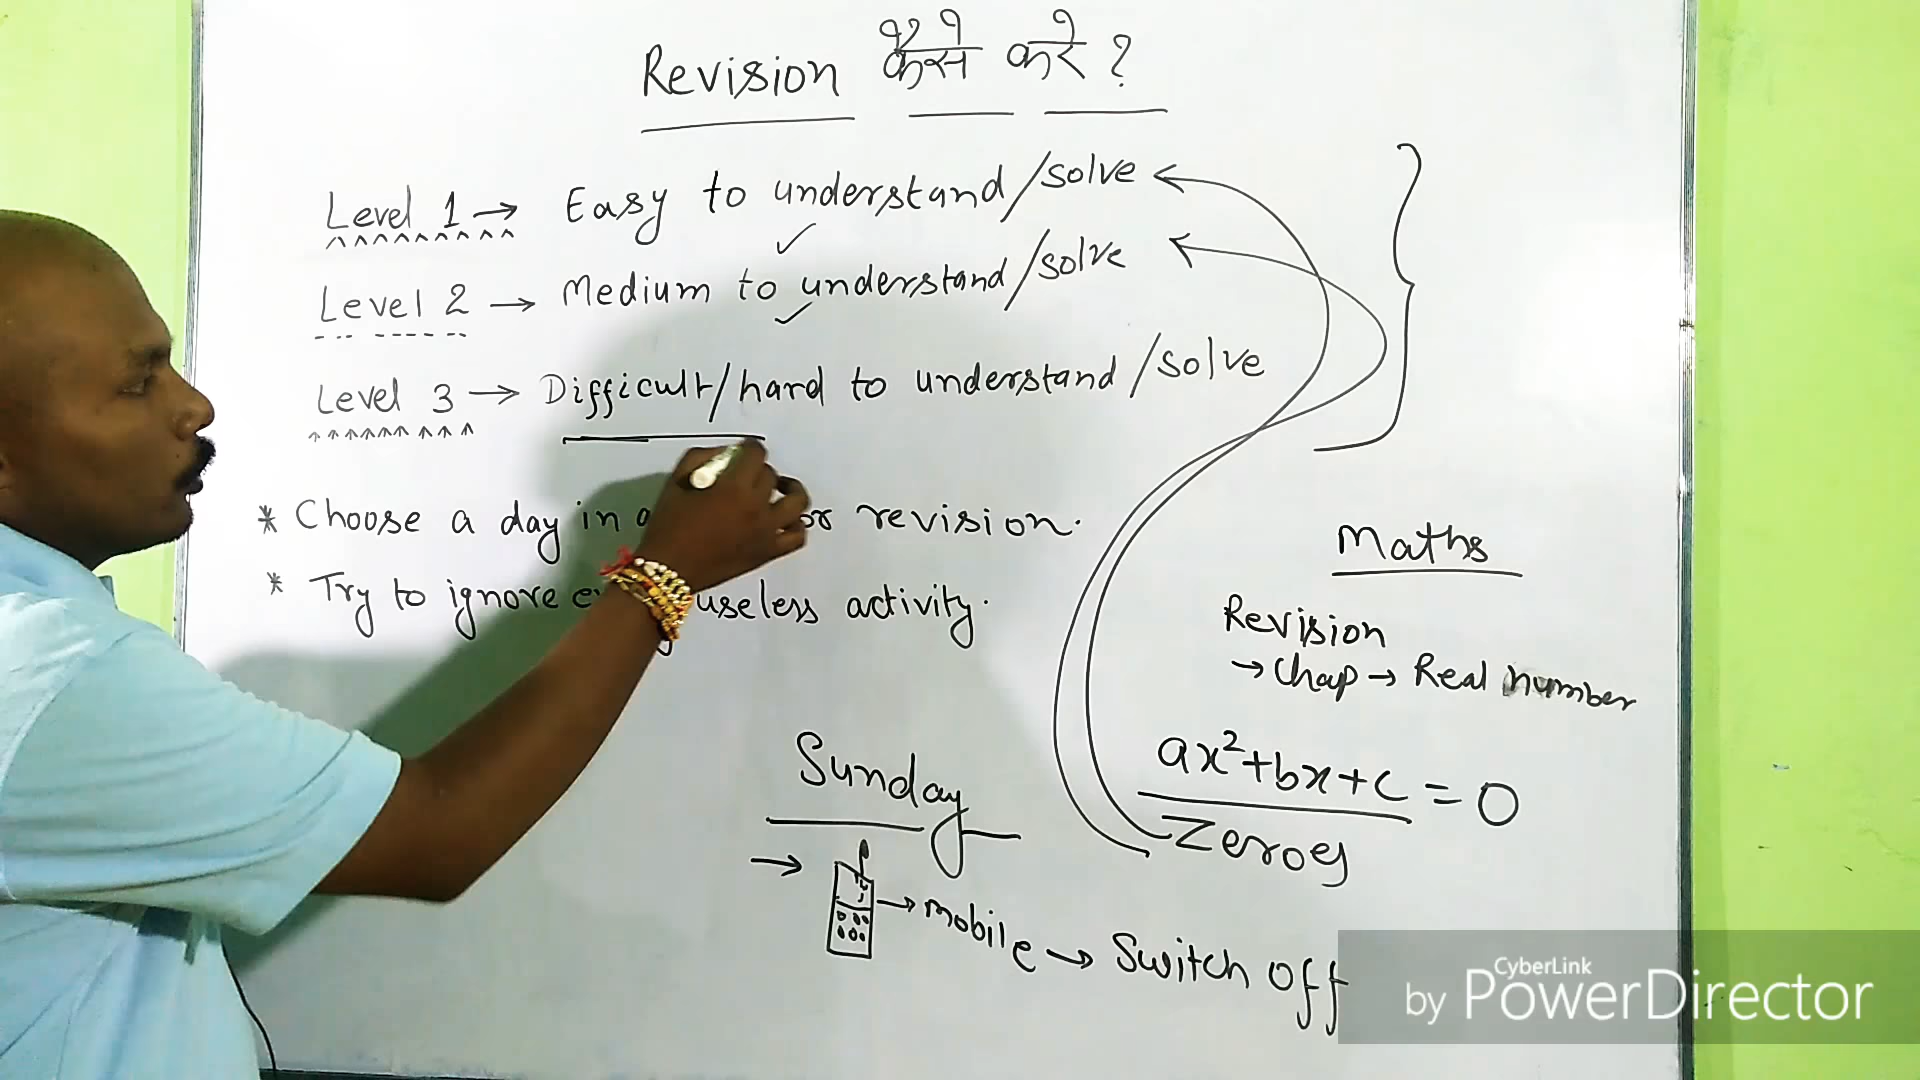 Revision कैसे करे ?
Level 1 → Easy to understand/solve
Level 2 → Medium to understand/solve
Level 3 → Difficult/hard to understand/solve
* Choose a day in a or revision.
* Try to ignore useless activity.
Maths
Revision
→ Chap → Real number
ax²+bx+c = 0
Zeroes
Sunday
→ → mobile → Switch off
CyberLink
by PowerDirector